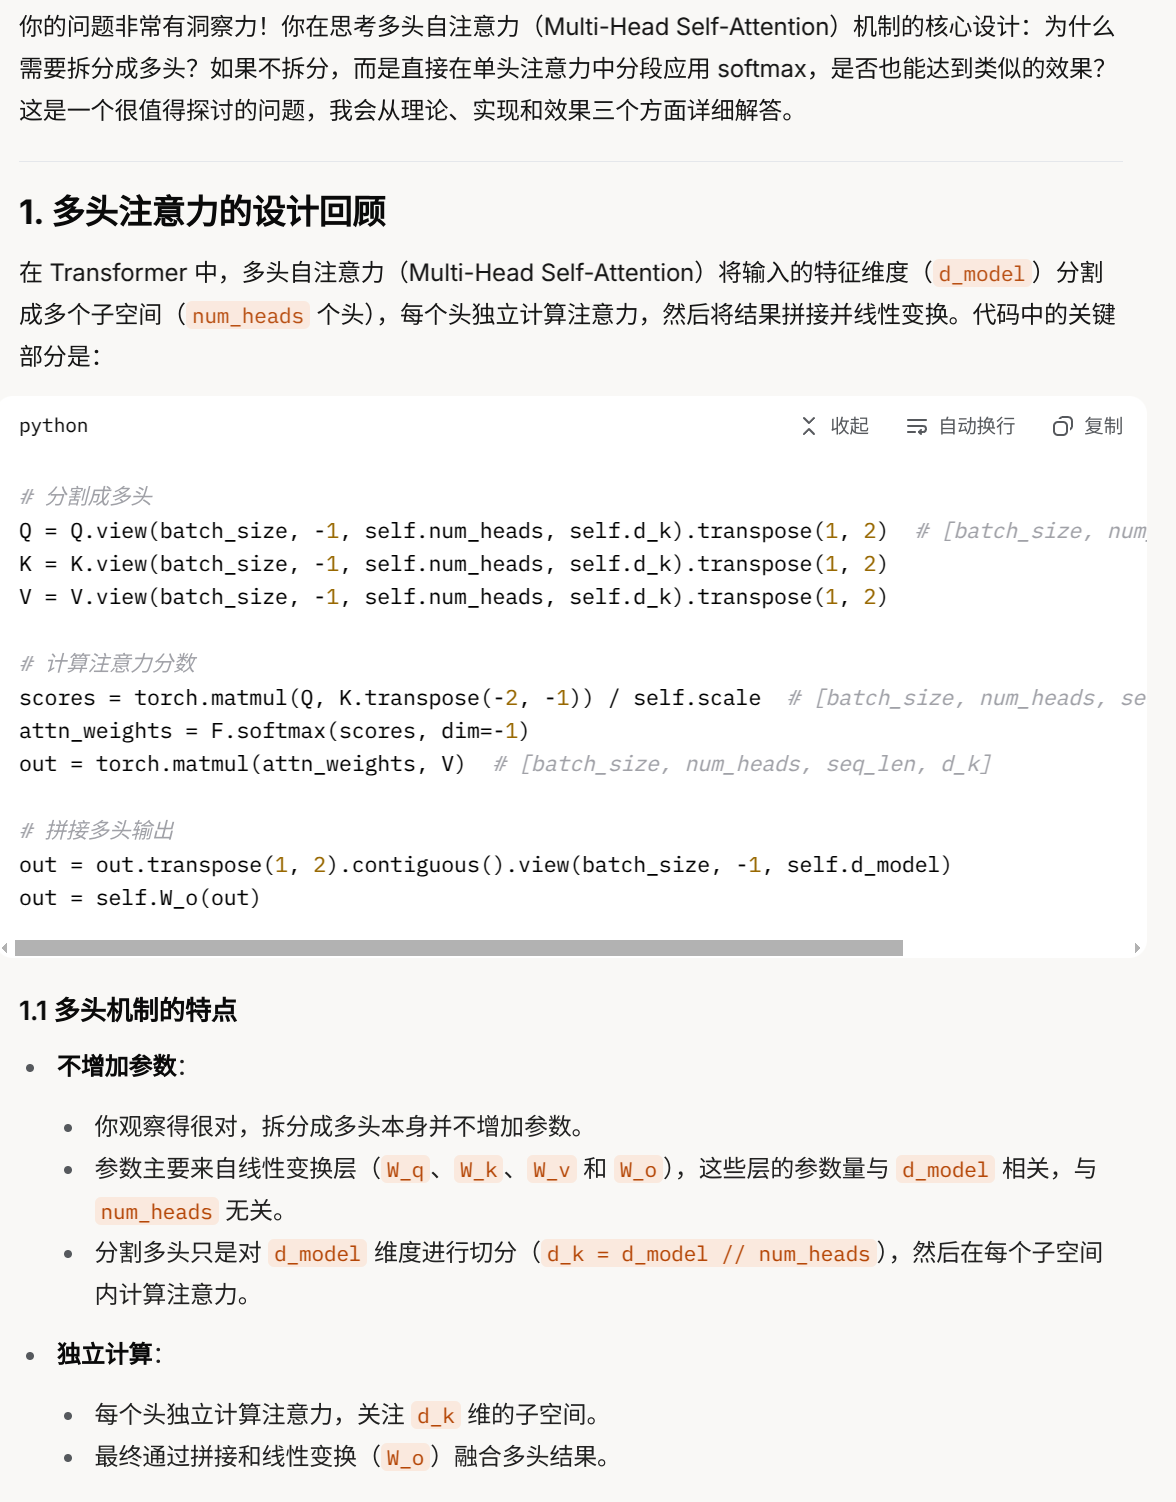 你的问题非常有洞察力！你在思考多头自注意力（Multi-Head Self-Attention）机制的核心设计：为什么
需要拆分成多头？如果不拆分，而是直接在单头注意力中分段应用 softmax，是否也能达到类似的效果？
这是一个很值得探讨的问题，我会从理论、实现和效果三个方面详细解答。
1. 多头注意力的设计回顾
在 Transformer 中，多头自注意力（Multi-Head Self-Attention）将输入的特征维度（d_model）分割
成多个子空间（num_heads 个头），每个头独立计算注意力，然后将结果拼接并线性变换。代码中的关键
部分是：
python 收起 自动换行 复制
# 分割成多头
Q = Q.view(batch_size, -1, self.num_heads, self.d_k).transpose(1, 2)  # [batch_size, num_
K = K.view(batch_size, -1, self.num_heads, self.d_k).transpose(1, 2)
V = V.view(batch_size, -1, self.num_heads, self.d_k).transpose(1, 2)
# 计算注意力分数
scores = torch.matmul(Q, K.transpose(-2, -1)) / self.scale  # [batch_size, num_heads, se
attn_weights = F.softmax(scores, dim=-1)
out = torch.matmul(attn_weights, V)  # [batch_size, num_heads, seq_len, d_k]
# 拼接多头输出
out = out.transpose(1, 2).contiguous().view(batch_size, -1, self.d_model)
out = self.W_o(out)
1.1 多头机制的特点
• 不增加参数：
• 你观察得很对，拆分成多头本身并不增加参数。
• 参数主要来自线性变换层（W_q、W_k、W_v 和 W_o），这些层的参数量与 d_model 相关，与
num_heads 无关。
• 分割多头只是对 d_model 维度进行切分（d_k = d_model // num_heads），然后在每个子空间
内计算注意力。
• 独立计算：
• 每个头独立计算注意力，关注 d_k 维的子空间。
• 最终通过拼接和线性变换（W_o）融合多头结果。